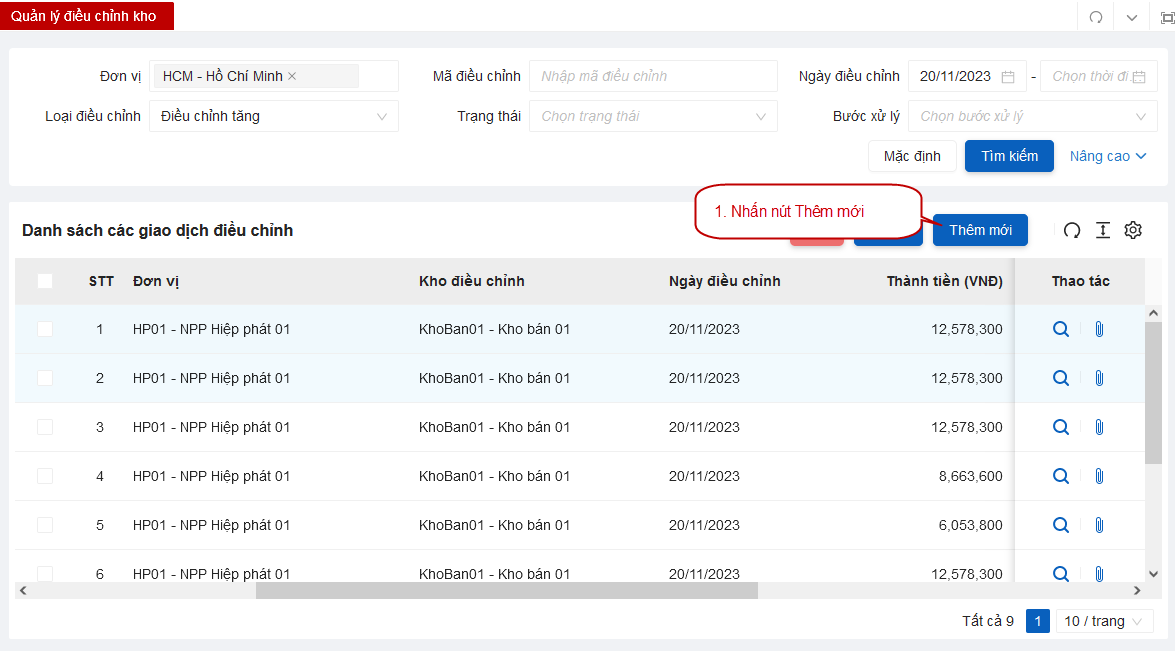 Quản lý điều chỉnh kho
Đơn vị HCM - Hồ Chí Minh × Mã điều chỉnh Nhập mã điều chỉnh Ngày điều chỉnh 20/11/2023 - Chọn thời đi
Loại điều chỉnh Điều chỉnh tăng Trạng thái Chọn trạng thái Bước xử lý Chọn bước xử lý
Mặc định Tìm kiếm Nâng cao
1. Nhấn nút Thêm mới
Danh sách các giao dịch điều chỉnh Thêm mới
STT Đơn vị Kho điều chỉnh Ngày điều chỉnh Thành tiền (VNĐ) Thao tác
1 HP01 - NPP Hiệp phát 01 KhoBan01 - Kho bán 01 20/11/2023 12,578,300
2 HP01 - NPP Hiệp phát 01 KhoBan01 - Kho bán 01 20/11/2023 12,578,300
3 HP01 - NPP Hiệp phát 01 KhoBan01 - Kho bán 01 20/11/2023 12,578,300
4 HP01 - NPP Hiệp phát 01 KhoBan01 - Kho bán 01 20/11/2023 8,663,600
5 HP01 - NPP Hiệp phát 01 KhoBan01 - Kho bán 01 20/11/2023 6,053,800
6 HP01 - NPP Hiệp phát 01 KhoBan01 - Kho bán 01 20/11/2023 12,578,300
Tất cả 9 1 10 / trang